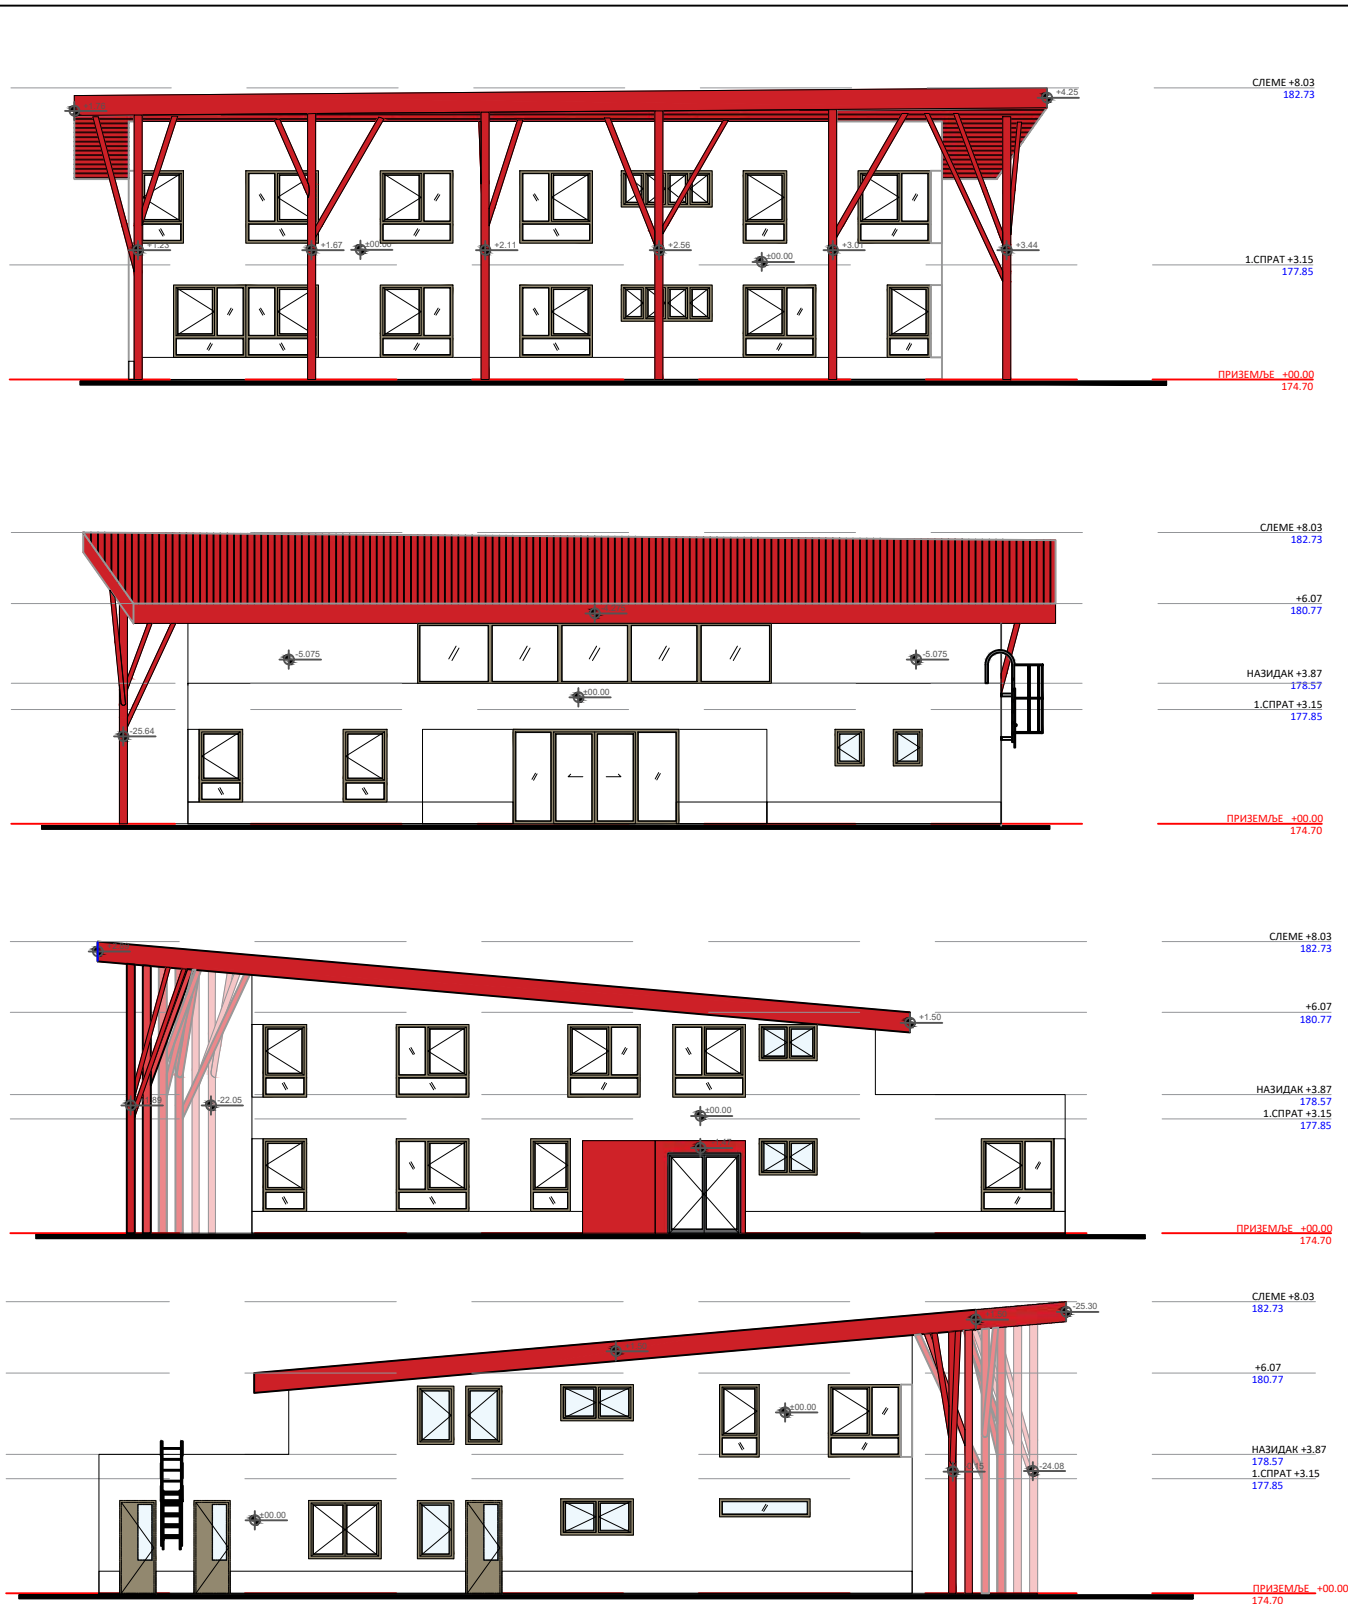 СЛЕМЕ +8.03
182.73
+4.25
+1.23
+1.67
±00.00
+2.11
+2.56
±00.00
+3.01
+3.44
1.СПРАТ +3.15
177.85
ПРИЗЕМЉЕ +00.00
174.70
СЛЕМЕ +8.03
182.73
+6.07
180.77
-5.075
-5.075
НАЗИДАК +3.87
178.57
±00.00
1.СПРАТ +3.15
177.85
-25.64
ПРИЗЕМЉЕ +00.00
174.70
СЛЕМЕ +8.03
182.73
+6.07
180.77
+1.50
НАЗИДАК +3.87
178.57
-22.05
±00.00
1.СПРАТ +3.15
177.85
ПРИЗЕМЉЕ +00.00
174.70
СЛЕМЕ +8.03
182.73
-25.30
+6.07
180.77
±00.00
НАЗИДАК +3.87
178.57
-24.08
1.СПРАТ +3.15
177.85
±00.00
ПРИЗЕМЉЕ +00.00
174.70